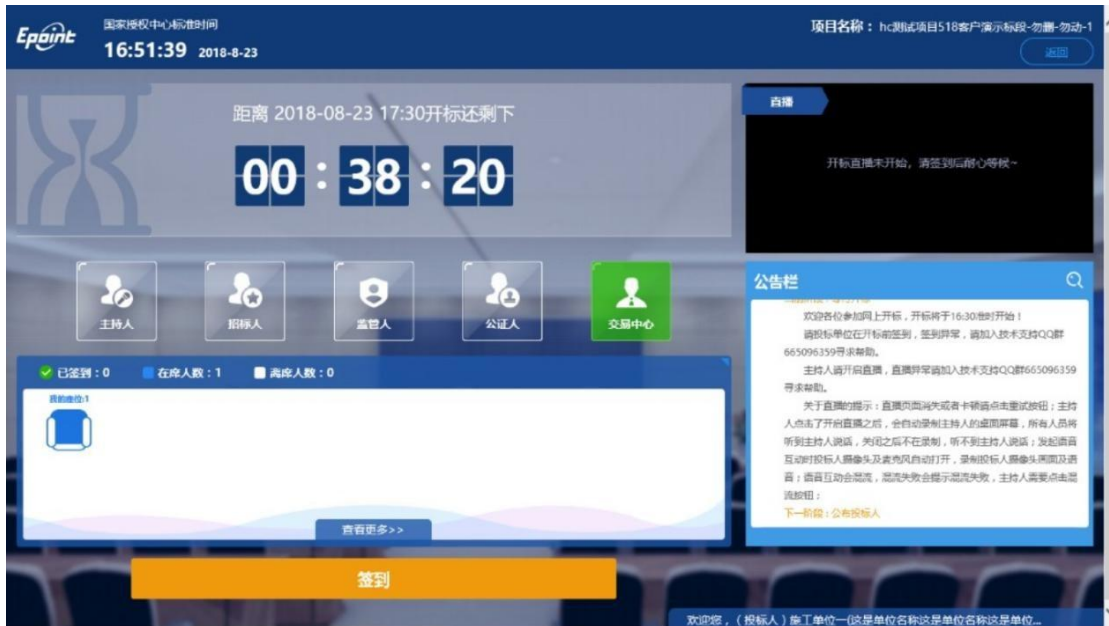 Epoint
国家授权中心标准时间
16:51:39 2018-8-23
项目名称：hc测试项目518客户演示标段-勿删-勿动-1
返回
距离 2018-08-23 17:30开标还剩下
00 : 38 : 20
直播
开标直播未开始，请签到后耐心等候~
主持人
招标人
监管人
公证人
交易中心
公告栏
欢迎各位参加网上开标，开标将于16:30准时开始！
请投标单位在开标前签到，签到异常，请加入技术支持QQ群
665096359寻求帮助。
主持人请开启直播，直播异常请加入技术支持QQ群665096359
寻求帮助。
关于直播的提示：直播页面消失或者卡顿请点击重试按钮；主持
人点击了开启直播之后，会自动录制主持人的桌面屏幕，所有人员将
听到主持人说话，关闭之后不在录制，听不到主持人说话；发起语音
互动时投标人摄像头及麦克风自动打开，录制投标人摄像头画面及语
音；语音互动会混流，混流失败会提示混流失败，主持人需要点击混
流按钮；
下一阶段：公布投标人
已签到：0 在席人数：1 离席人数：0
我的座位:1
查看更多>>
签到
欢迎您，（投标人）施工单位一(这是单位名称这是单位名称这是单位...